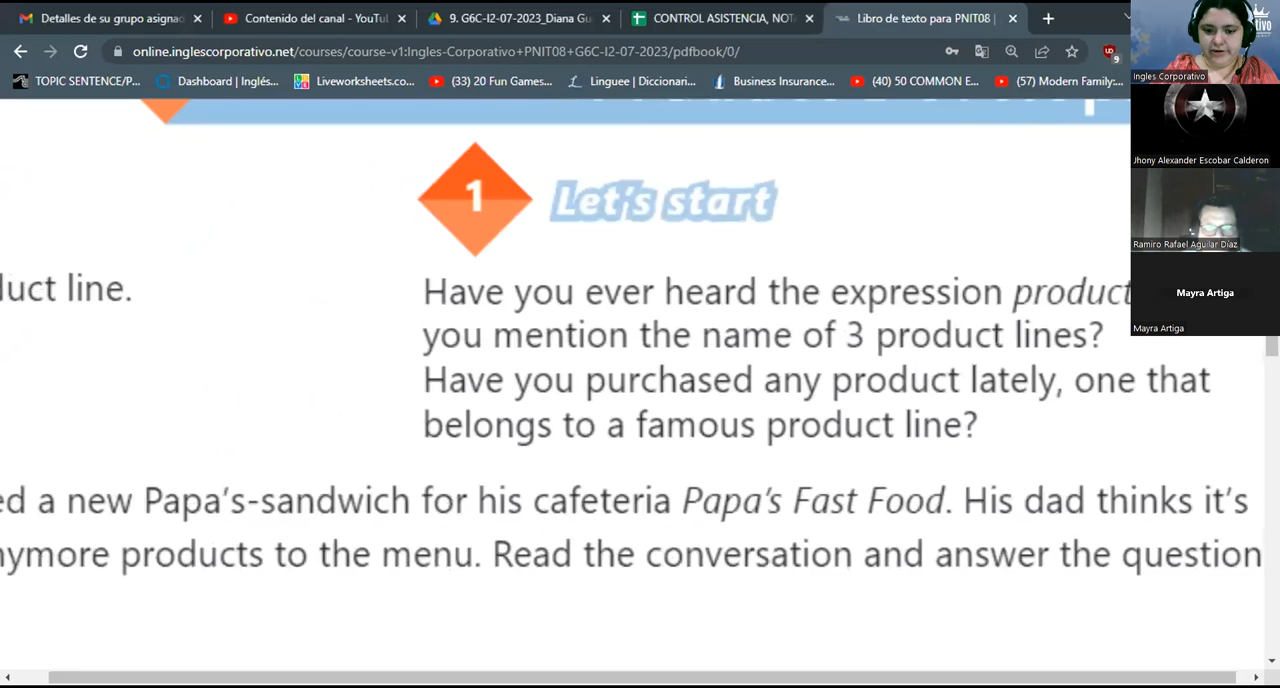 Detalles de su grupo asignad
Contenido del canal - YouTu
9. G6C-I2-07-2023_Diana Gu
CONTROL ASISTENCIA, NOT
Libro de texto para PNIT08 |
online.inglescorporativo.net/courses/course-v1:Ingles-Corporativo+PNIT08+G6C-I2-07-2023/pdfbook/0/
TOPIC SENTENCE/P...
Dashboard | Inglés...
Liveworksheets.co...
(33) 20 Fun Games...
Linguee | Diccionari...
Business Insurance...
(40) 50 COMMON E...
(57) Modern Family:...
Ingles Corporativo
Jhony Alexander Escobar Calderon
Ramiro Rafael Aguilar Díaz
Mayra Artiga
Mayra Artiga
1
Let's start
duct line.
Have you ever heard the expression product
you mention the name of 3 product lines?
Have you purchased any product lately, one that
belongs to a famous product line?
ed a new Papa's-sandwich for his cafeteria Papa's Fast Food. His dad thinks it's
nymore products to the menu. Read the conversation and answer the question